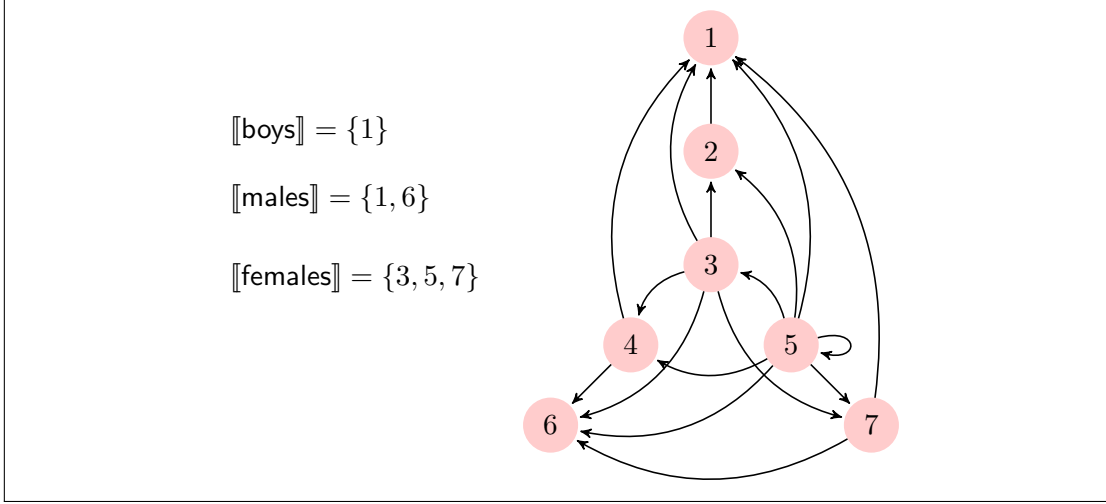 ⟦boys⟧ = {1}
⟦males⟧ = {1, 6}
⟦females⟧ = {3, 5, 7}
1
2
3
4
5
6
7